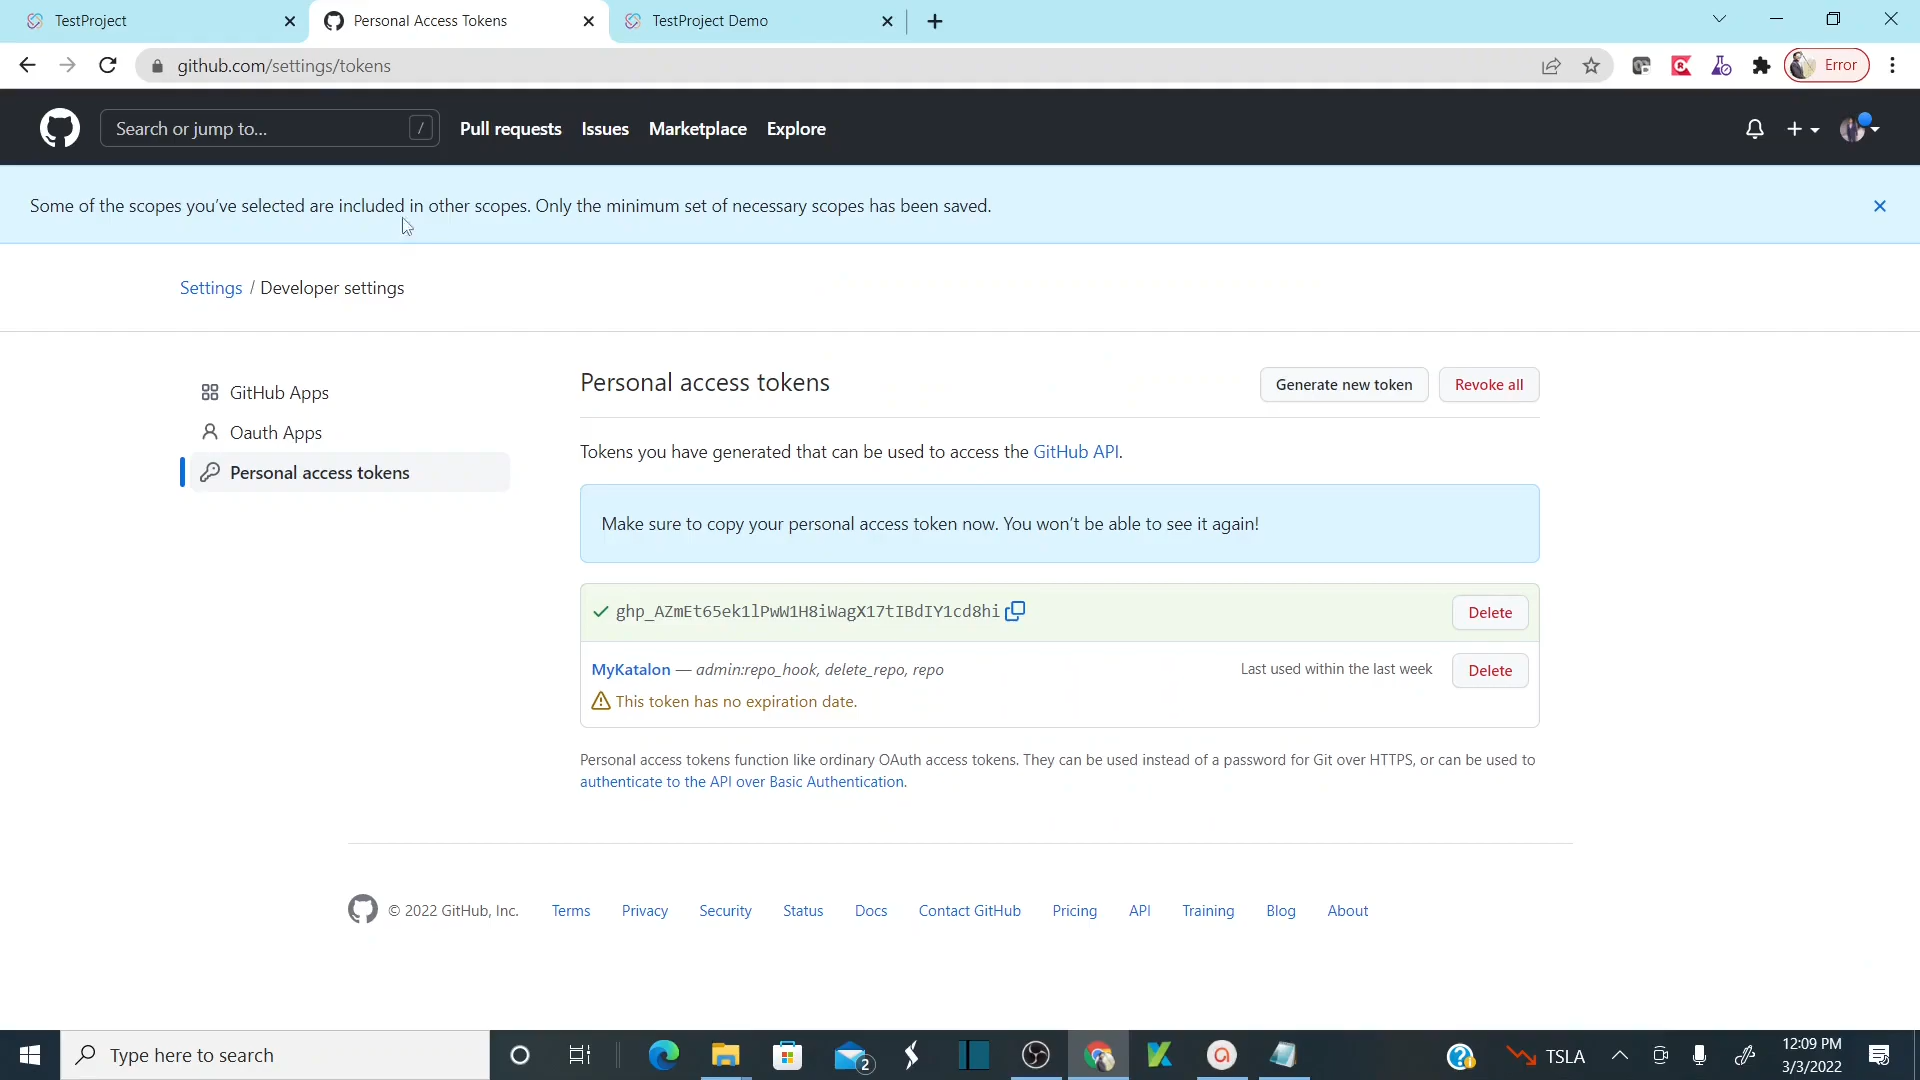 TestProject
Personal Access Tokens
TestProject Demo
github.com/settings/tokens
Error
Search or jump to...
/
Pull requests
Issues
Marketplace
Explore
Some of the scopes you've selected are included in other scopes. Only the minimum set of necessary scopes has been saved.
Settings / Developer settings
GitHub Apps
Oauth Apps
Personal access tokens
Personal access tokens
Generate new token
Revoke all
Tokens you have generated that can be used to access the GitHub API.
Make sure to copy your personal access token now. You won't be able to see it again!
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
Delete
MyKatalon — admin:repo_hook, delete_repo, repo
Last used within the last week
Delete
This token has no expiration date.
Personal access tokens function like ordinary OAuth access tokens. They can be used instead of a password for Git over HTTPS, or can be used to
authenticate to the API over Basic Authentication.
© 2022 GitHub, Inc.
Terms
Privacy
Security
Status
Docs
Contact GitHub
Pricing
API
Training
Blog
About
Type here to search
2
TSLA
12:09 PM
3/3/2022